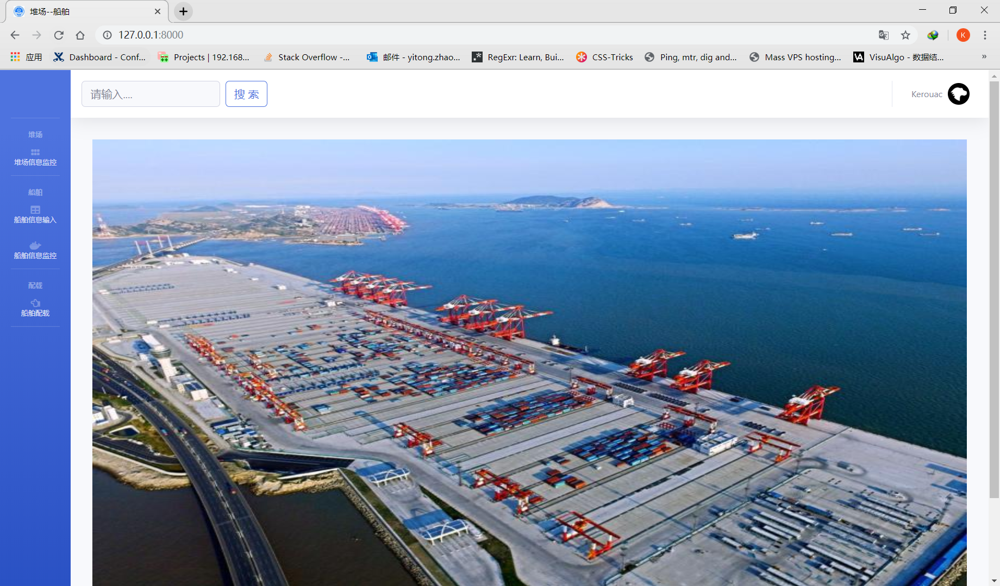 堆场--船舶
127.0.0.1:8000
应用
Dashboard - Conf...
Projects | 192.168...
Stack Overflow -...
邮件 - yitong.zhao...
RegExr: Learn, Bui...
CSS-Tricks
Ping, mtr, dig and...
Mass VPS hosting...
VisuAlgo - 数据结...
»
K
请输入....
搜 索
Kerouac
堆场
堆场信息监控
船舶
船舶信息输入
船舶信息监控
配载
船舶配载